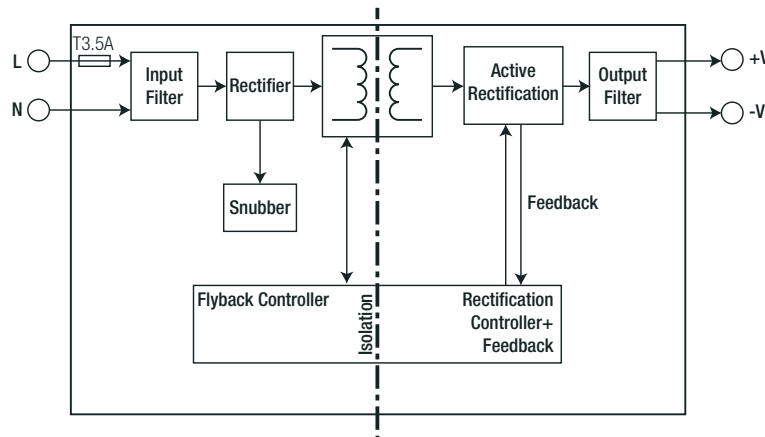 T3.5A
L
N
Input
Filter
Rectifier
Active
Rectification
Output
Filter
+V
-V
Snubber
Feedback
Flyback Controller
Isolation
Rectification
Controller+
Feedback